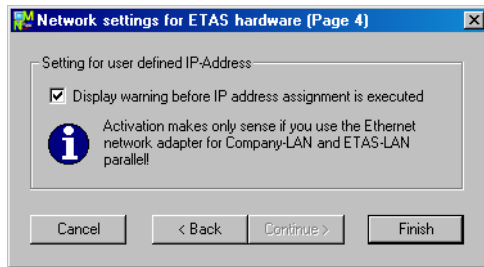 Network settings for ETAS hardware (Page 4)
Setting for user defined IP-Address
Display warning before IP address assignment is executed
Activation makes only sense if you use the Ethernet
network adapter for Company-LAN and ETAS-LAN
parallel!
Cancel
< Back
Continue >
Finish